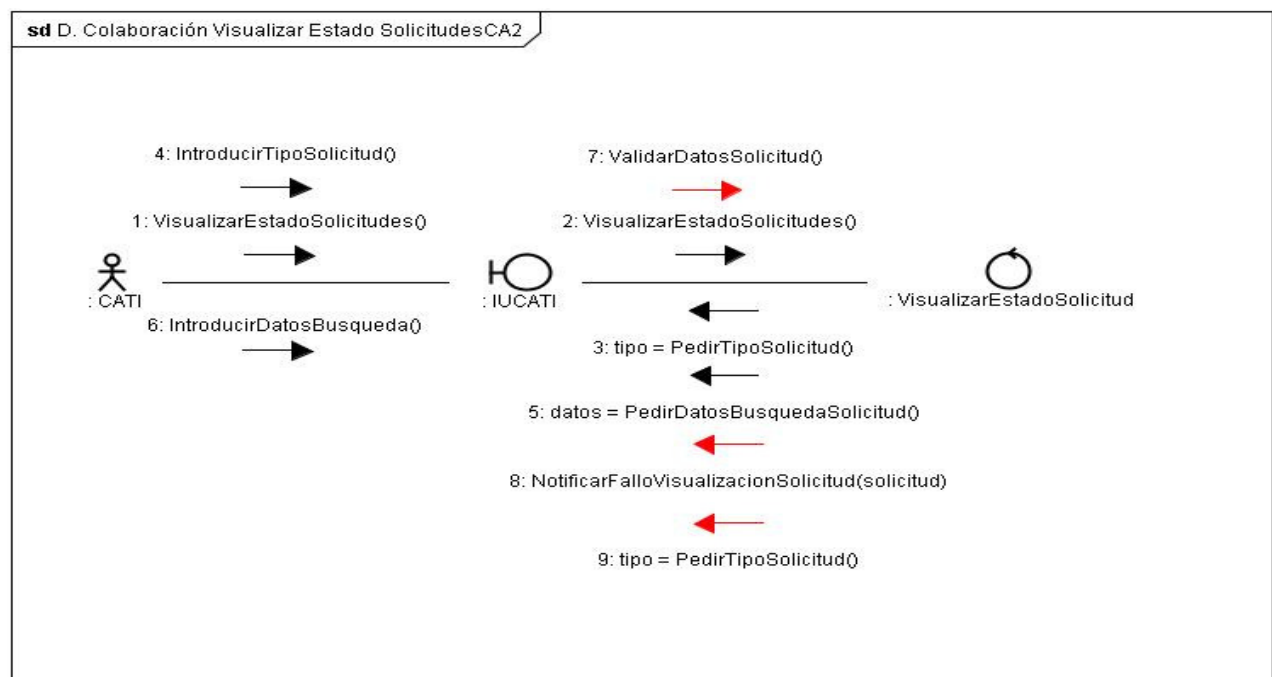 sd D. Colaboración Visualizar Estado SolicitudesCA2
4: IntroducirTipoSolicitud()
7: ValidarDatosSolicitud()
1: VisualizarEstadoSolicitudes()
2: VisualizarEstadoSolicitudes()
: CATI
: IUCATI
: VisualizarEstadoSolicitud
6: IntroducirDatosBusqueda()
3: tipo = PedirTipoSolicitud()
5: datos = PedirDatosBusquedaSolicitud()
8: NotificarFalloVisualizacionSolicitud(solicitud)
9: tipo = PedirTipoSolicitud()